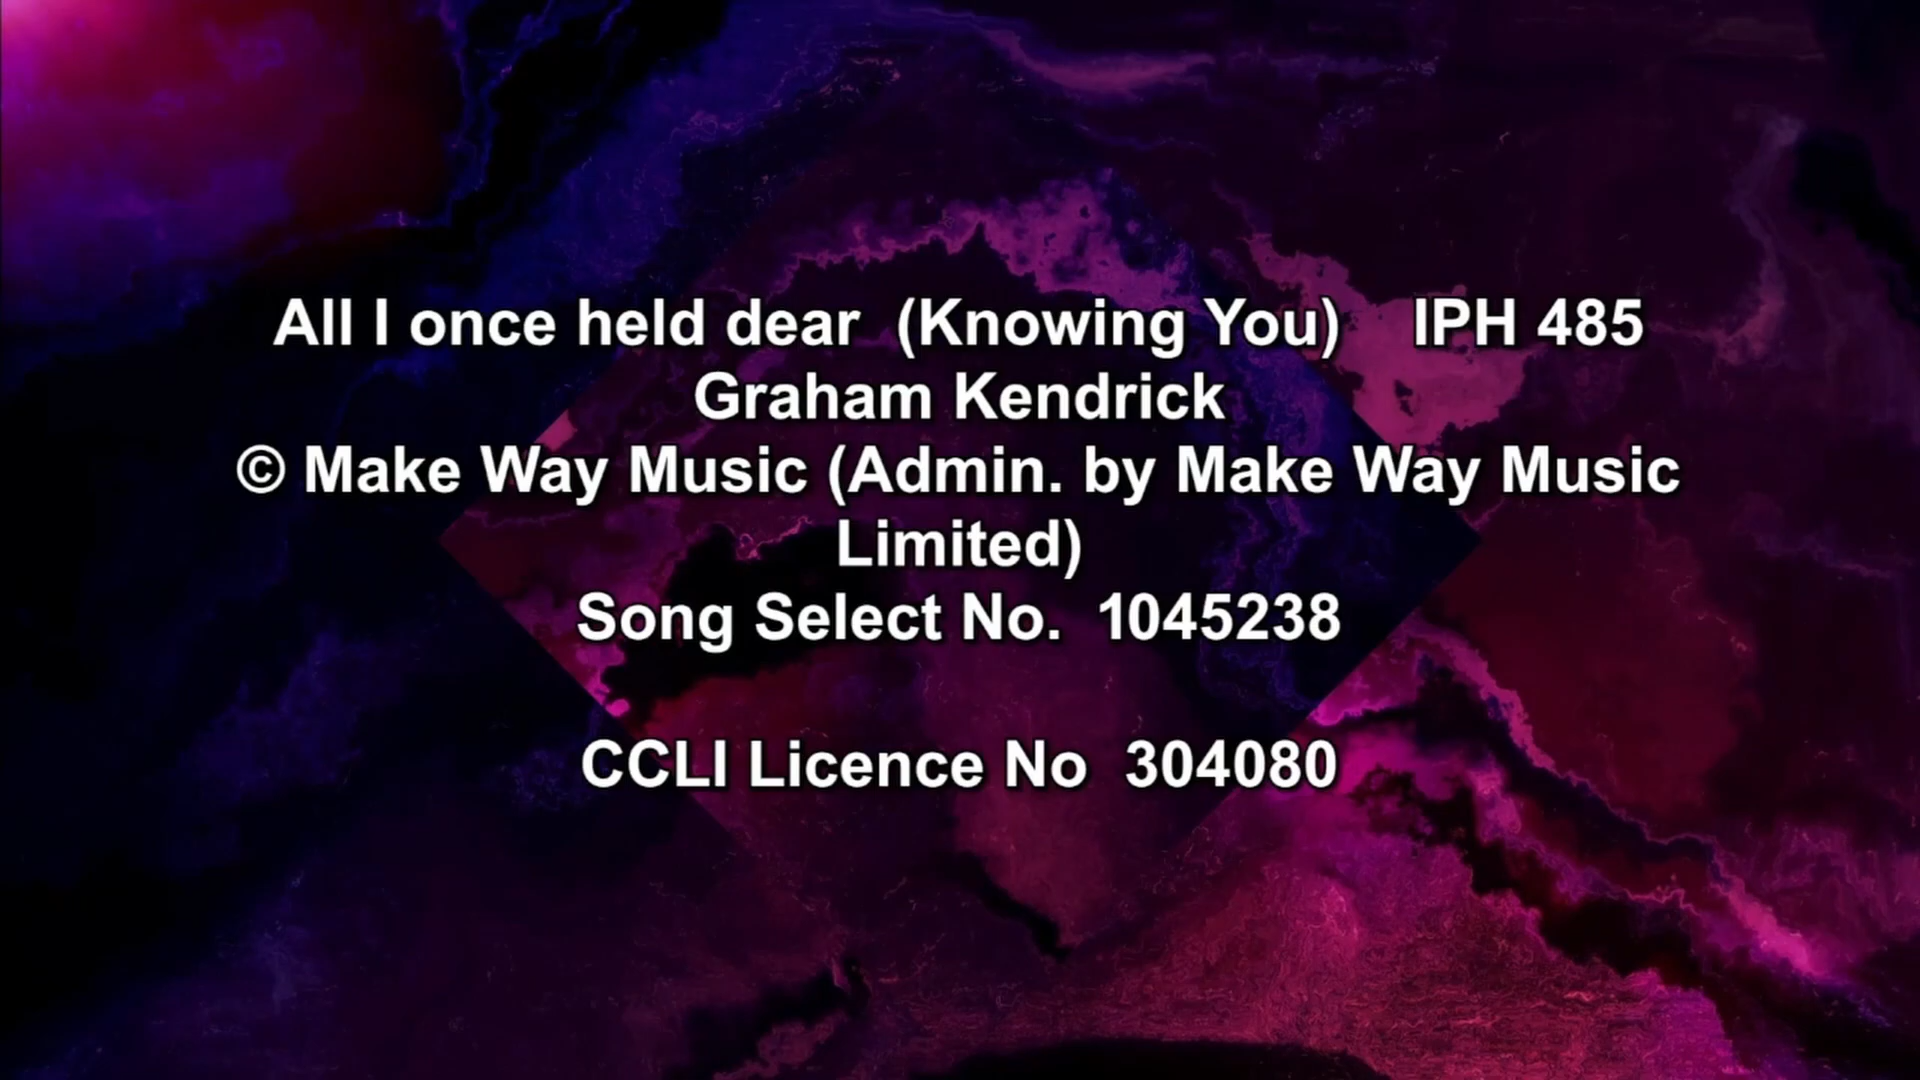 All I once held dear  (Knowing You)    IPH 485
Graham Kendrick
© Make Way Music (Admin. by Make Way Music
Limited)
Song Select No.  1045238
CCLI Licence No  304080